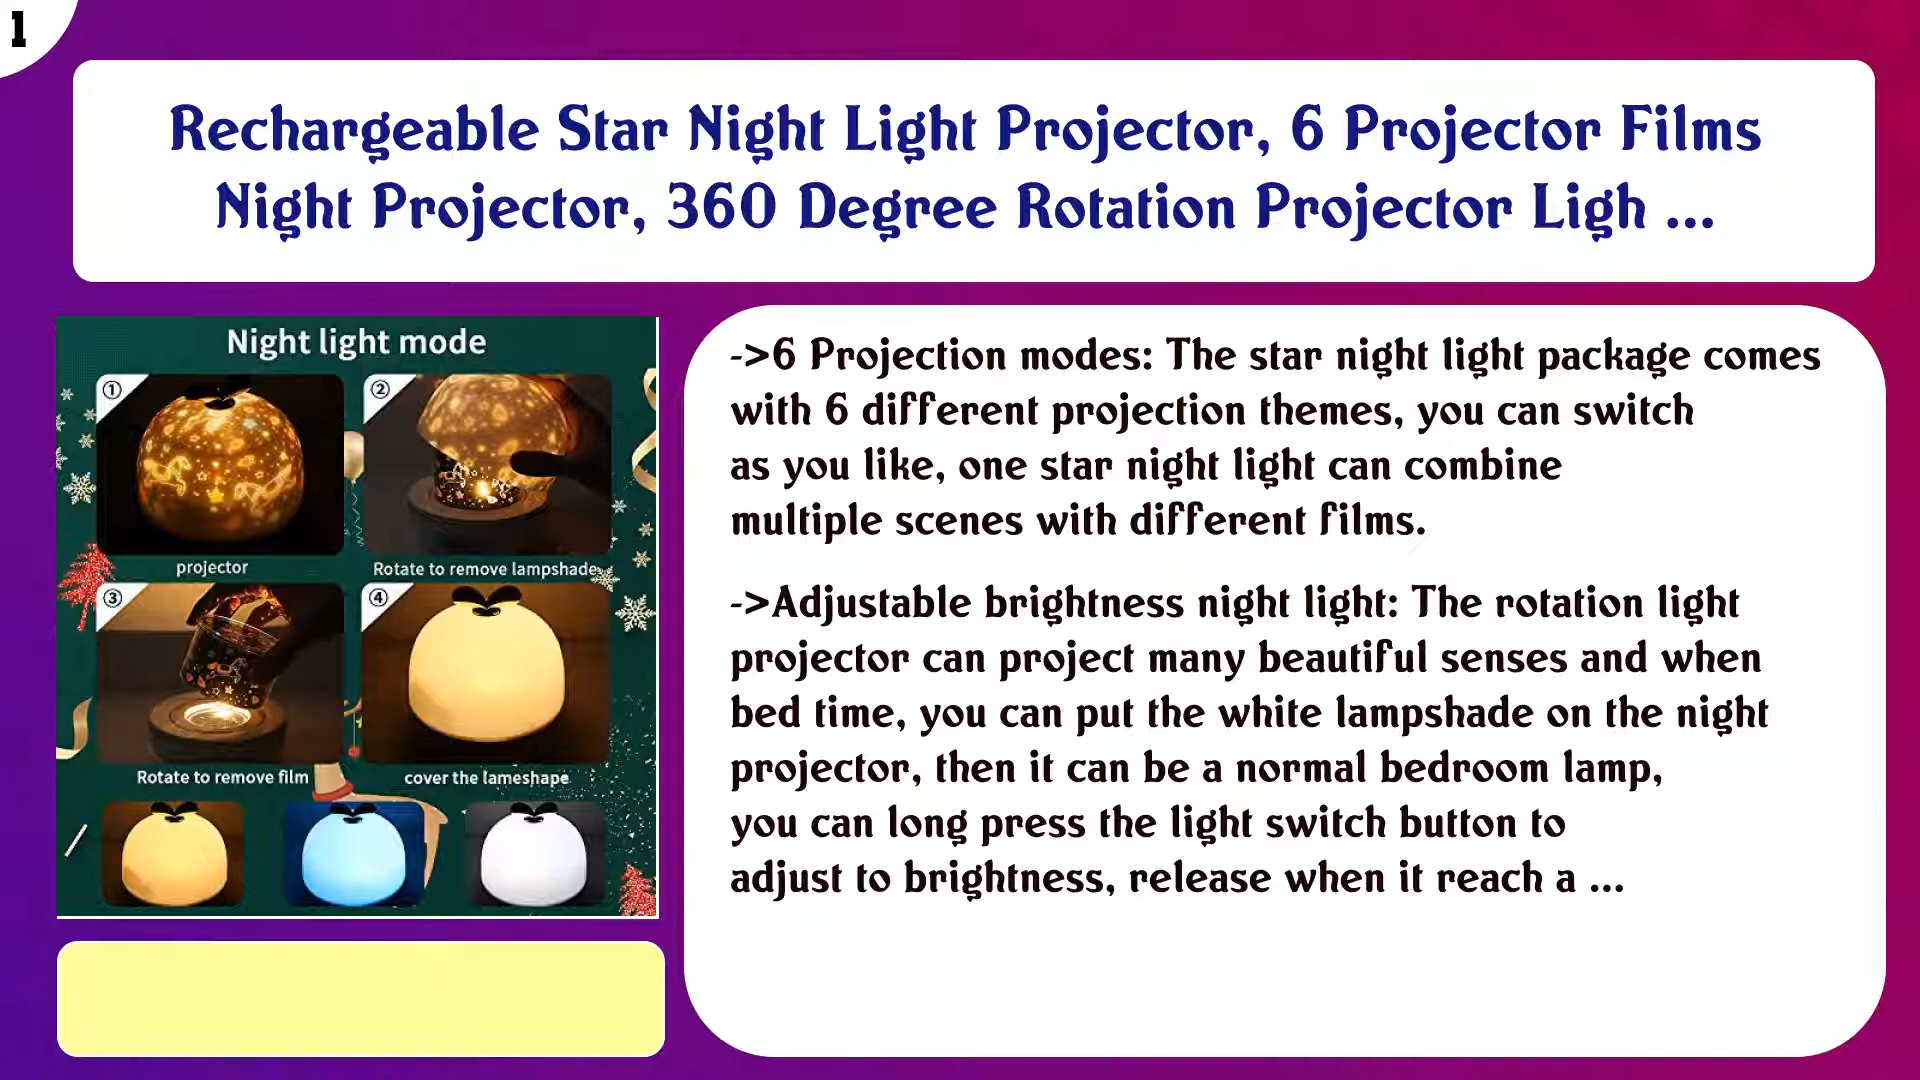 1
Rechargeable Star Night Light Projector, 6 Projector Films
Night Projector, 360 Degree Rotation Projector Ligh ...
Night light mode
①
②
projector
Rotate to remove lampshade
③
④
Rotate to remove film
cover the lameshape
->6 Projection modes: The star night light package comes
with 6 different projection themes, you can switch
as you like, one star night light can combine
multiple scenes with different films.
->Adjustable brightness night light: The rotation light
projector can project many beautiful senses and when
bed time, you can put the white lampshade on the night
projector, then it can be a normal bedroom lamp,
you can long press the light switch button to
adjust to brightness, release when it reach a ...